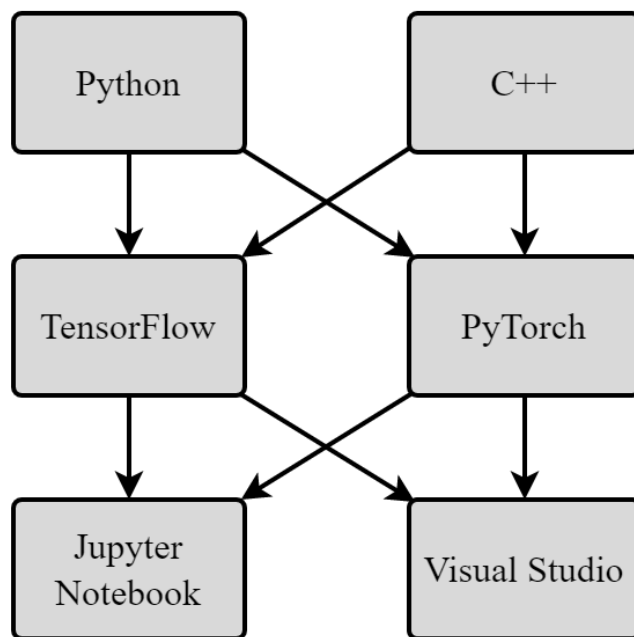 Python
C++
TensorFlow
PyTorch
Jupyter
Notebook
Visual Studio